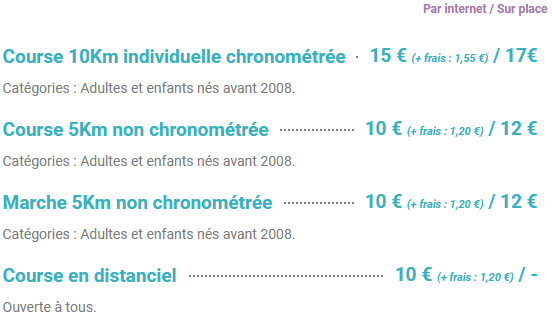 Par internet / Sur place
Course 10Km individuelle chronométrée . 15 € (+ frais : 1,55 €) / 17€
Catégories : Adultes et enfants nés avant 2008.
Course 5Km non chronométrée .................. 10 € (+ frais : 1,20 €) / 12 €
Catégories : Adultes et enfants nés avant 2008.
Marche 5Km non chronométrée ................. 10 € (+ frais : 1,20 €) / 12 €
Catégories : Adultes et enfants nés avant 2008.
Course en distanciel ................................................ 10 € (+ frais : 1,20 €) / -
Ouverte à tous.